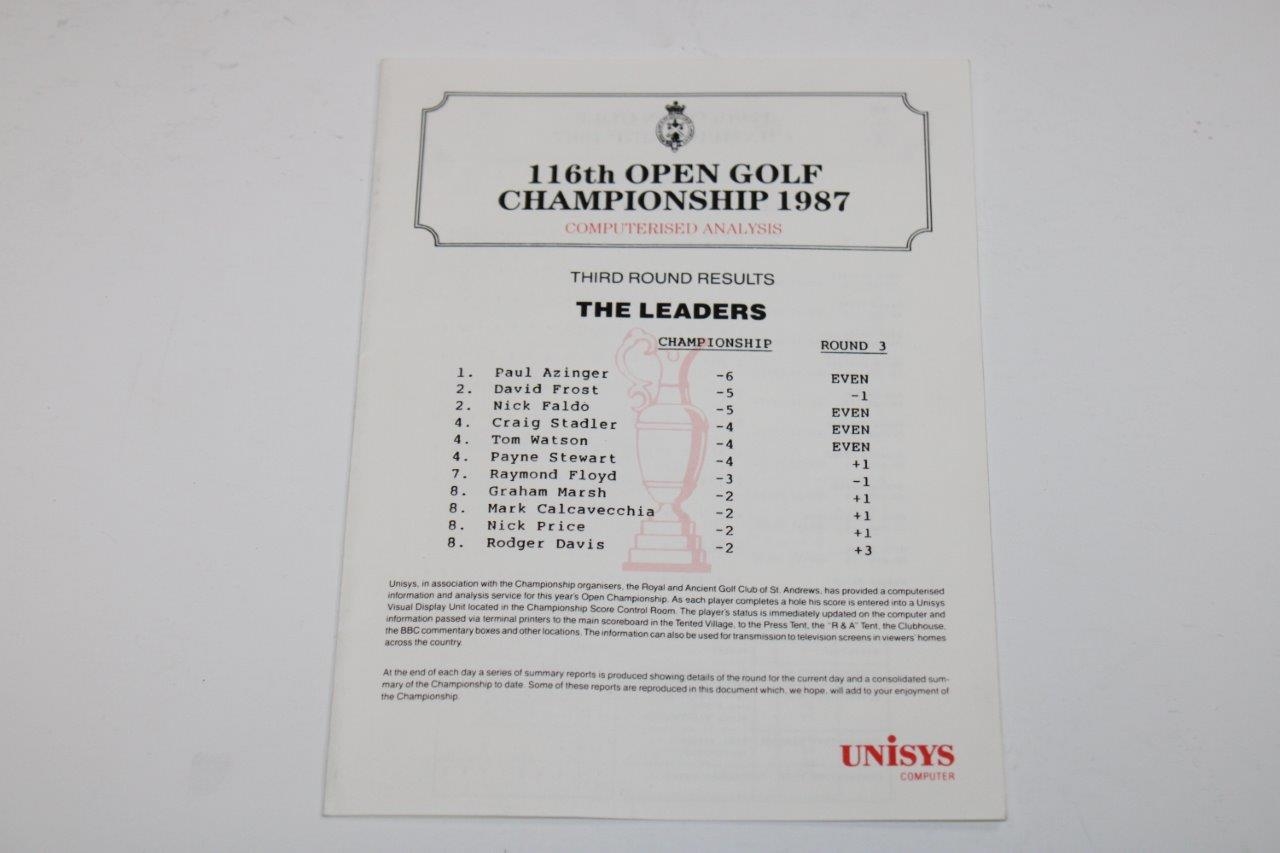 116th OPEN GOLF
CHAMPIONSHIP 1987
COMPUTERISED ANALYSIS
THIRD ROUND RESULTS
THE LEADERS
CHAMPIONSHIP ROUND 3
1. Paul Azinger -6 EVEN
2. David Frost -5 -1
2. Nick Faldo -5 EVEN
4. Craig Stadler -4 EVEN
4. Tom Watson -4 EVEN
4. Payne Stewart -4 +1
7. Raymond Floyd -3 -1
8. Graham Marsh -2 +1
8. Mark Calcavecchia -2 +1
8. Nick Price -2 +1
8. Rodger Davis -2 +3
Unisys, in association with the Championship organisers, the Royal and Ancient Golf Club of St. Andrews, has provided a computerised
information and analysis service for this year's Open Championship. As each player completes a hole his score is entered into a Unisys
Visual Display Unit located in the Championship Score Control Room. The player's status is immediately updated on the computer and
information passed via terminal printers to the main scoreboard in the Tented Village, to the Press Tent, the "R & A" Tent, the Clubhouse,
the BBC commentary boxes and other locations. The information can also be used for transmission to television screens in viewers' homes
across the country.
At the end of each day a series of summary reports is produced showing details of the round for the current day and a consolidated sum-
mary of the Championship to date. Some of these reports are reproduced in this document which, we hope, will add to your enjoyment of
the Championship.
UNiSYS
COMPUTER